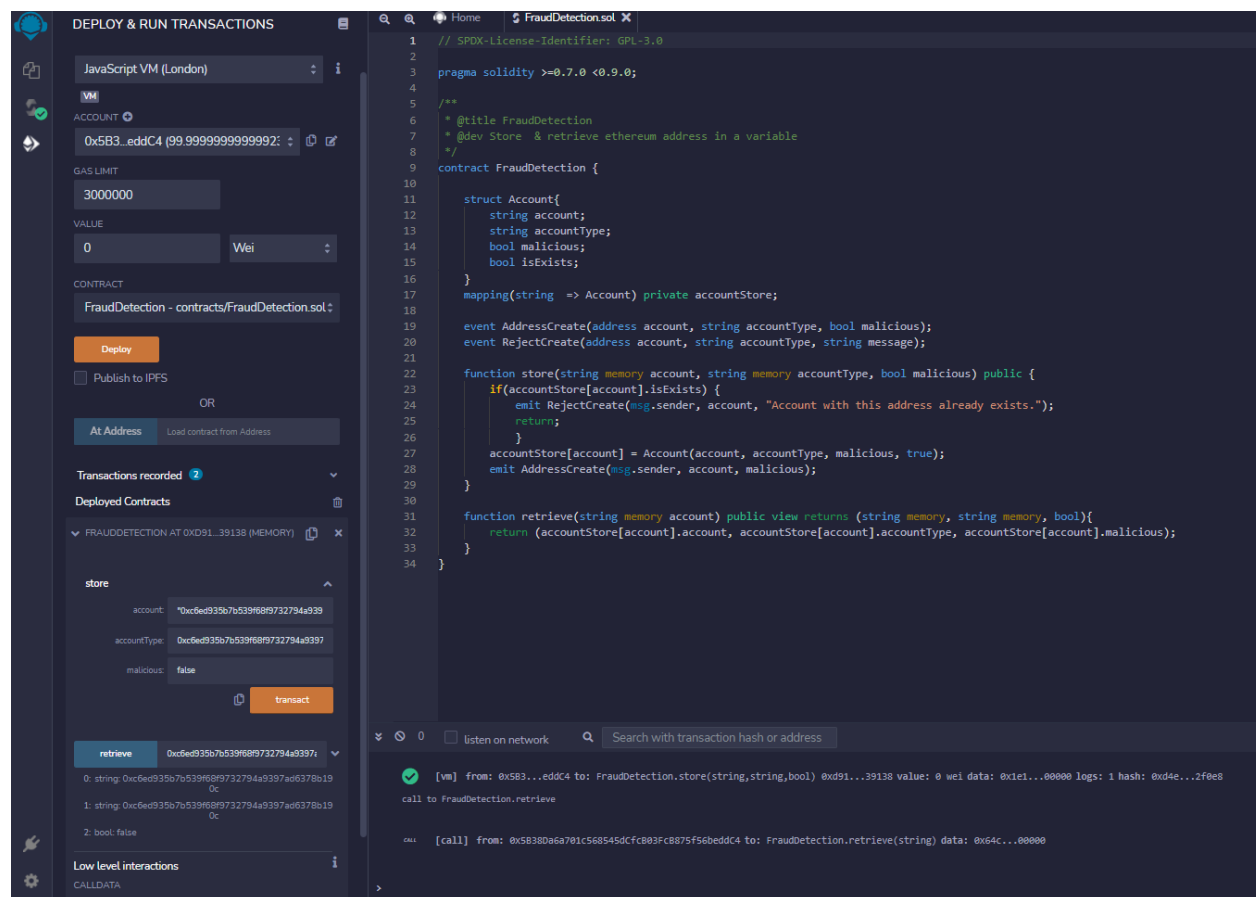 DEPLOY & RUN TRANSACTIONS
JavaScript VM (London)
VM
ACCOUNT
0x5B3...eddC4 (99.9999999999992:
GAS LIMIT
3000000
VALUE
0
Wei
CONTRACT
FraudDetection - contracts/FraudDetection.sol
Deploy
Publish to IPFS
OR
At Address
Load contract from Address
Transactions recorded 2
Deployed Contracts
FRAUDDETECTION AT 0XD91...39138 (MEMORY)
store
account: "0xc6ed935b7b539f68f9732794a939
accountType: 0xc6ed935b7b539f68f9732794a9397
malicious: false
transact
retrieve
0xc6ed935b7b539f68f9732794a9397a
0: string: 0xc6ed935b7b539f68f9732794a9397ad6378b19
0c
1: string: 0xc6ed935b7b539f68f9732794a9397ad6378b19
0c
2: bool: false
Low level interactions
CALLDATA
Home
FraudDetection.sol
1 // SPDX-License-Identifier: GPL-3.0
2
3 pragma solidity >=0.7.0 <0.9.0;
4
5 /**
6 * @title FraudDetection
7 * @dev Store & retrieve ethereum address in a variable
8 */
9 contract FraudDetection {
10
11 struct Account{
12 string account;
13 string accountType;
14 bool malicious;
15 bool isExists;
16 }
17 mapping(string => Account) private accountStore;
18
19 event AddressCreate(address account, string accountType, bool malicious);
20 event RejectCreate(address account, string accountType, string message);
21
22 function store(string memory account, string memory accountType, bool malicious) public {
23 if(accountStore[account].isExists) {
24 emit RejectCreate(msg.sender, account, "Account with this address already exists.");
25 return;
26 }
27 accountStore[account] = Account(account, accountType, malicious, true);
28 emit AddressCreate(msg.sender, account, malicious);
29 }
30
31 function retrieve(string memory account) public view returns (string memory, string memory, bool){
32 return (accountStore[account].account, accountStore[account].accountType, accountStore[account].malicious);
33 }
34 }
0
listen on network
Search with transaction hash or address
[vm] from: 0x5B3...eddC4 to: FraudDetection.store(string,string,bool) 0xd91...39138 value: 0 wei data: 0x1e1...00000 logs: 1 hash: 0xd4e...2f0e8
call to FraudDetection.retrieve
CALL [call] from: 0x5B38Da6a701c568545dCfcB03FcB875f56beddC4 to: FraudDetection.retrieve(string) data: 0x64c...00000
>